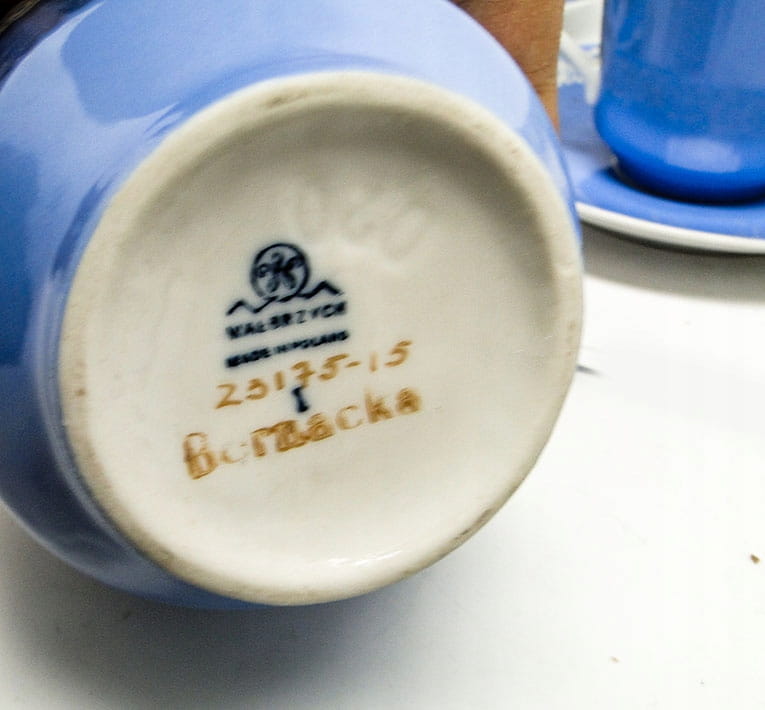 K
WAŁBRZYCH
MADE IN POLAND
23175-15
I